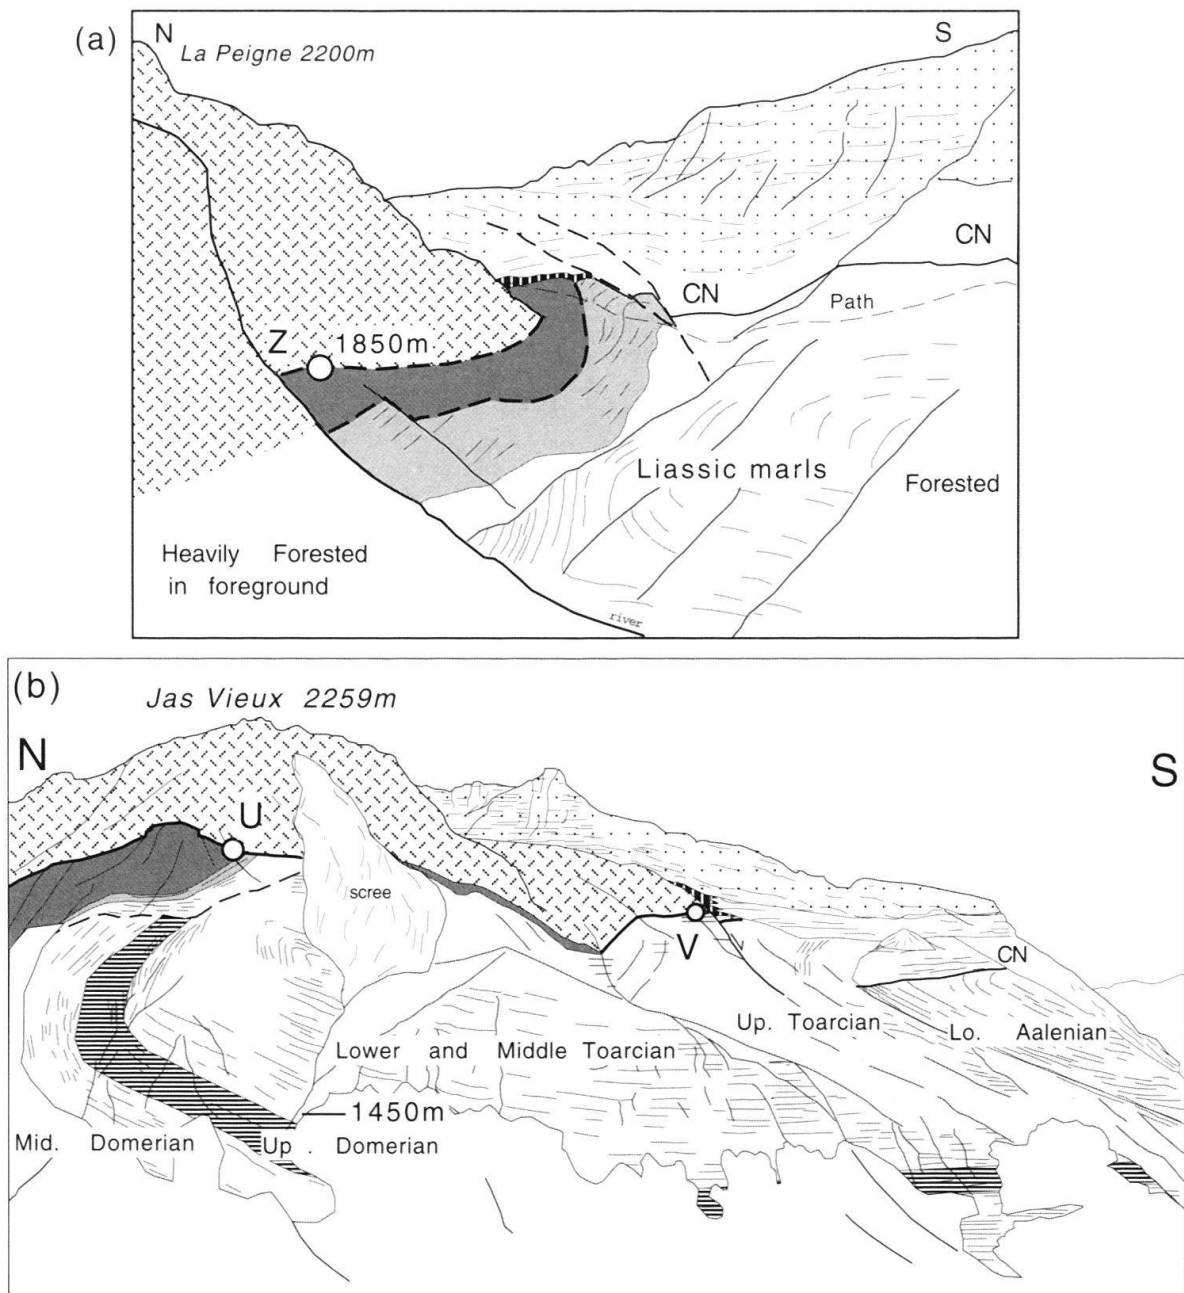 (a)
N
La Peigne 2200m
S
CN
CN
Path
Z
1850m
Liassic marls
Forested
Heavily Forested
in foreground
river
(b)
Jas Vieux 2259m
N
S
U
scree
V
CN
Up. Toarcian
Lo. Aalenian
Lower and Middle Toarcian
1450m
Mid. Domerian
Up . Domerian